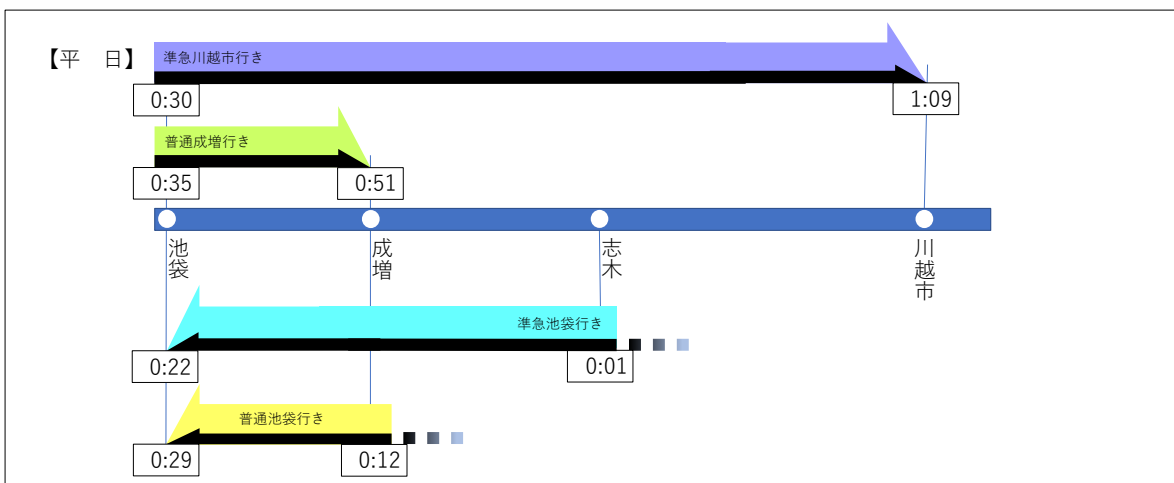 【平　日】
準急川越市行き
0:30
1:09
普通成増行き
0:35
0:51
池袋
成増
志木
川越市
準急池袋行き
0:22
0:01
普通池袋行き
0:29
0:12